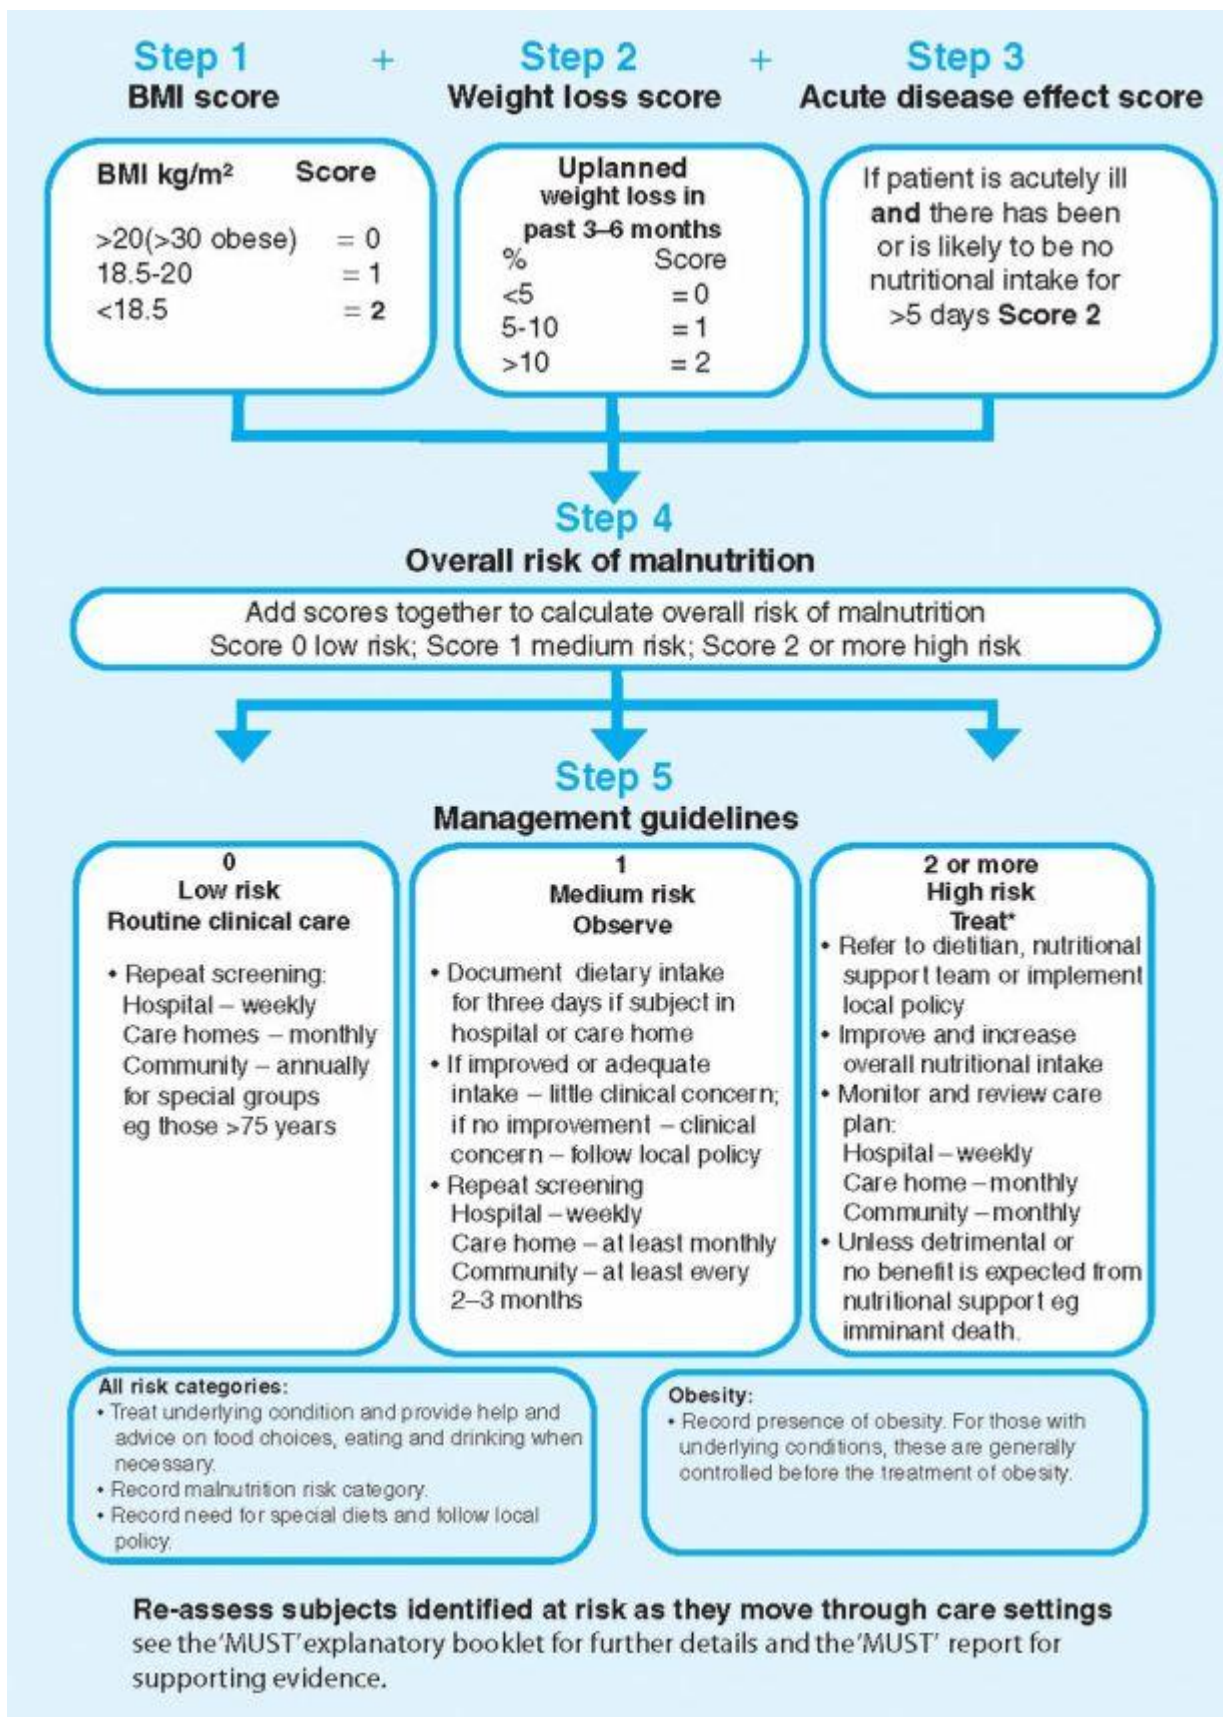 Step 1 + Step 2 + Step 3
BMI score
Weight loss score
Acute disease effect score
BMI kg/m² Score
>20(>30 obese) = 0
18.5-20 = 1
<18.5 = 2
Uplanned
weight loss in
past 3–6 months
% Score
<5 = 0
5-10 = 1
>10 = 2
If patient is acutely ill
and there has been
or is likely to be no
nutritional intake for
>5 days Score 2
Step 4
Overall risk of malnutrition
Add scores together to calculate overall risk of malnutrition
Score 0 low risk; Score 1 medium risk; Score 2 or more high risk
Step 5
Management guidelines
0
Low risk
Routine clinical care
• Repeat screening:
Hospital – weekly
Care homes – monthly
Community – annually
for special groups
eg those >75 years
1
Medium risk
Observe
• Document dietary intake
for three days if subject in
hospital or care home
• If improved or adequate
intake – little clinical concern;
if no improvement – clinical
concern – follow local policy
• Repeat screening
Hospital – weekly
Care home – at least monthly
Community – at least every
2–3 months
2 or more
High risk
Treat*
• Refer to dietitian, nutritional
support team or implement
local policy
• Improve and increase
overall nutritional intake
• Monitor and review care
plan:
Hospital – weekly
Care home – monthly
Community – monthly
• Unless detrimental or
no benefit is expected from
nutritional support eg
imminant death.
All risk categories:
• Treat underlying condition and provide help and
advice on food choices, eating and drinking when
necessary.
• Record malnutrition risk category.
• Record need for special diets and follow local
policy.
Obesity:
• Record presence of obesity. For those with
underlying conditions, these are generally
controlled before the treatment of obesity.
Re-assess subjects identified at risk as they move through care settings
see the 'MUST' explanatory booklet for further details and the 'MUST' report for
supporting evidence.